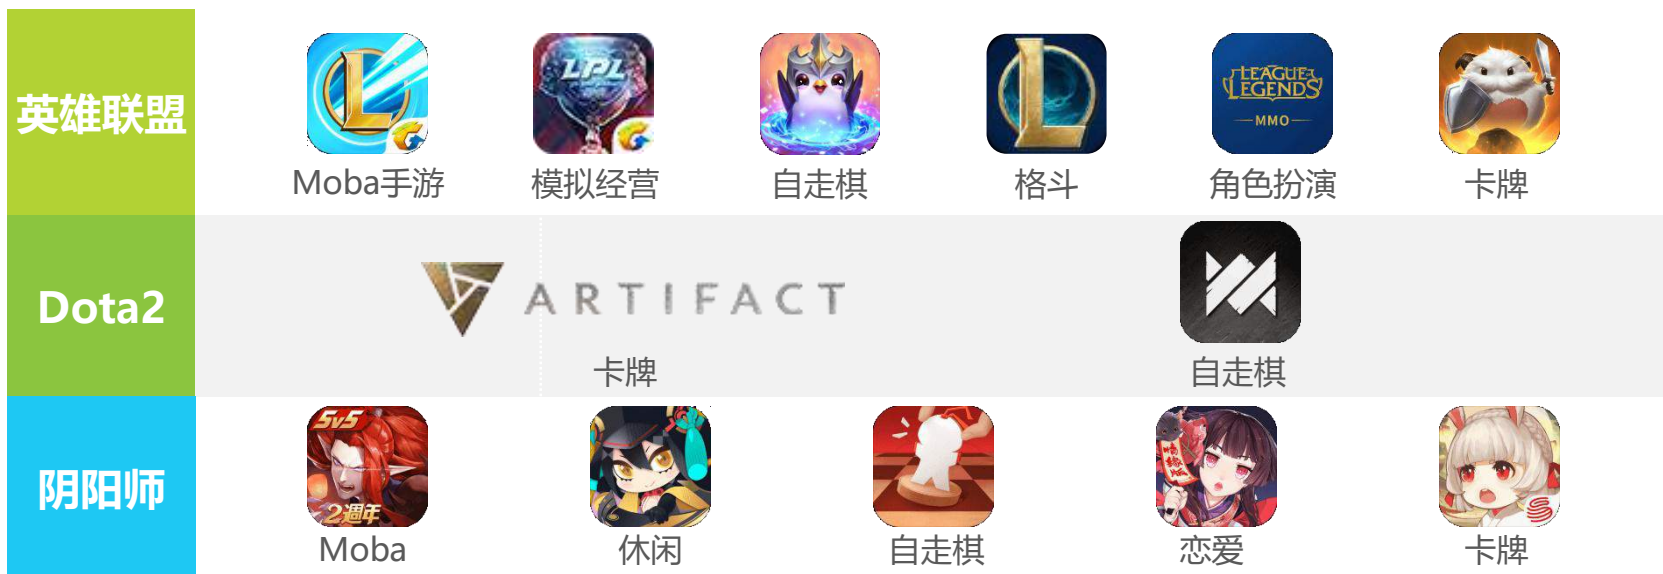 英雄联盟
LPL
LEAGUE
LEGENDS
MMO
Moba手游 模拟经营 自走棋 格斗 角色扮演 卡牌
Dota2
ARTIFACT
卡牌 自走棋
阴阳师
5v5
2週年
Moba 休闲 自走棋 恋爱 卡牌